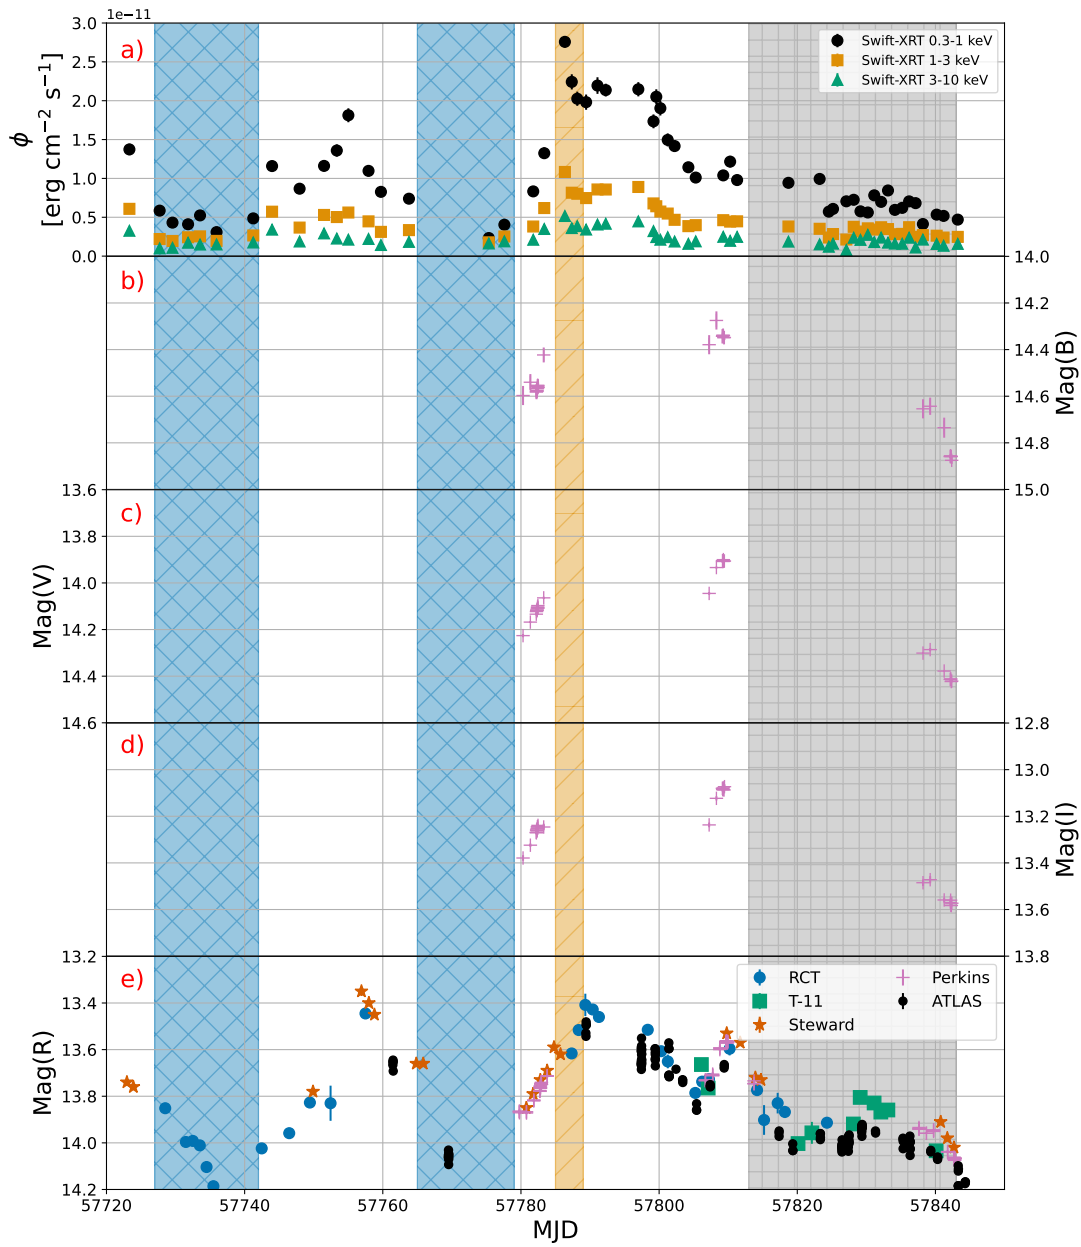 1e−11
a)
3.0
2.5
2.0
1.5
1.0
0.5
0.0
ϕ
[erg cm−2 s−1]
Swift-XRT 0.3-1 keV
Swift-XRT 1-3 keV
Swift-XRT 3-10 keV
b)
14.0
14.2
14.4
14.6
14.8
15.0
Mag(B)
c)
13.6
13.8
14.0
14.2
14.4
14.6
Mag(V)
d)
12.8
13.0
13.2
13.4
13.6
13.8
Mag(I)
e)
13.2
13.4
13.6
13.8
14.0
14.2
Mag(R)
RCT
T-11
Steward
Perkins
ATLAS
57720
57740
57760
57780
57800
57820
57840
MJD